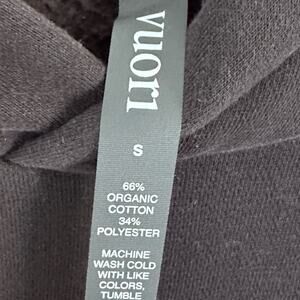 vuori
S
66%
ORGANIC
COTTON
34%
POLYESTER
MACHINE
WASH COLD
WITH LIKE
COLORS,
TUMBLE